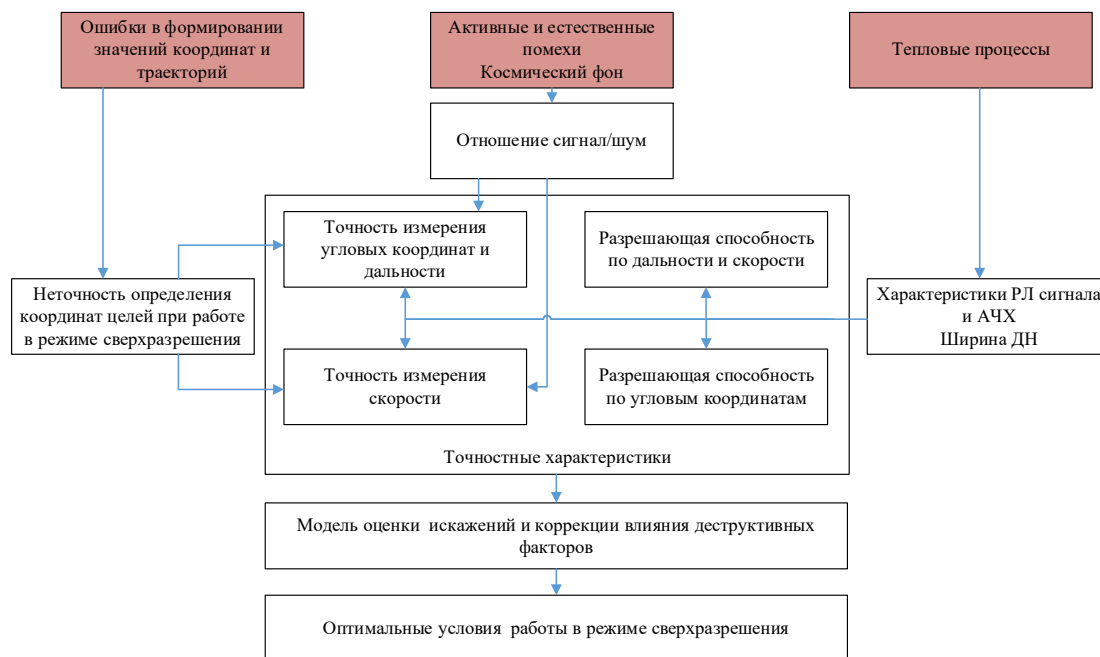 Ошибки в формировании
значений координат и
траекторий
Активные и естественные
помехи
Космический фон
Тепловые процессы
Отношение сигнал/шум
Точность измерения
угловых координат и
дальности
Разрешающая способность
по дальности и скорости
Неточность определения
координат целей при работе
в режиме сверхразрешения
Характеристики РЛ сигнала
и АЧХ
Ширина ДН
Точность измерения
скорости
Разрешающая способность
по угловым координатам
Точностные характеристики
Модель оценки искажений и коррекции влияния деструктивных
факторов
Оптимальные условия работы в режиме сверхразрешения